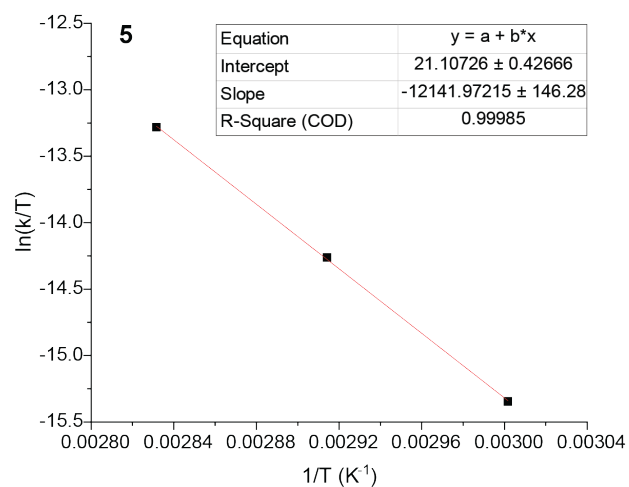 5
Equation y = a + b*x
Intercept 21.10726 ± 0.42666
Slope -12141.97215 ± 146.28
R-Square (COD) 0.99985
-12.5
-13.0
-13.5
-14.0
-14.5
-15.0
-15.5
ln(k/T)
0.00280 0.00284 0.00288 0.00292 0.00296 0.00300 0.00304
1/T (K⁻¹)